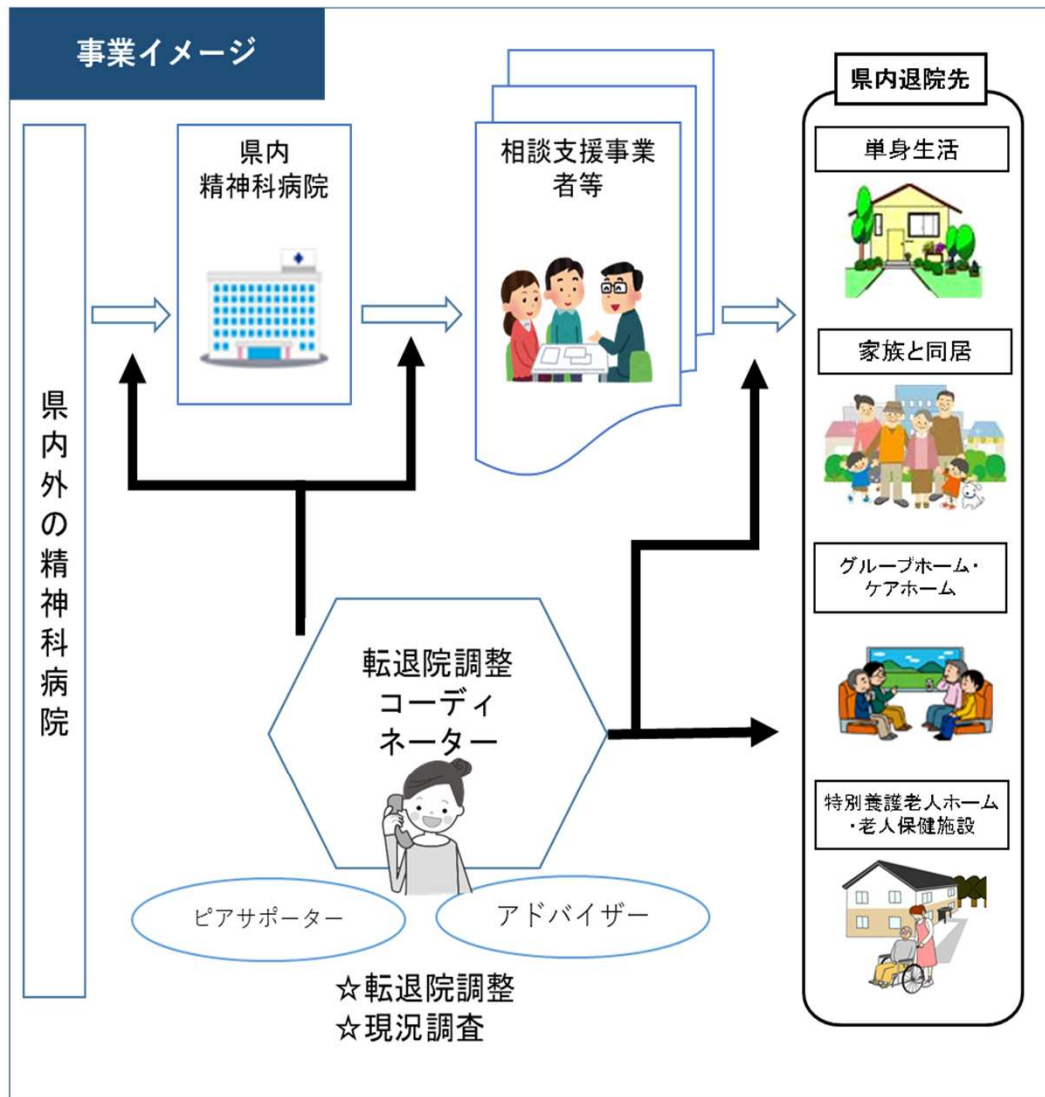 事業イメージ
県内外の精神科病院
県内
精神科病院
相談支援事業
者等
県内退院先
単身生活
家族と同居
グループホーム・
ケアホーム
特別養護老人ホーム
・老人保健施設
転退院調整
コーディ
ネーター
ピアサポーター
アドバイザー
☆転退院調整
☆現況調査